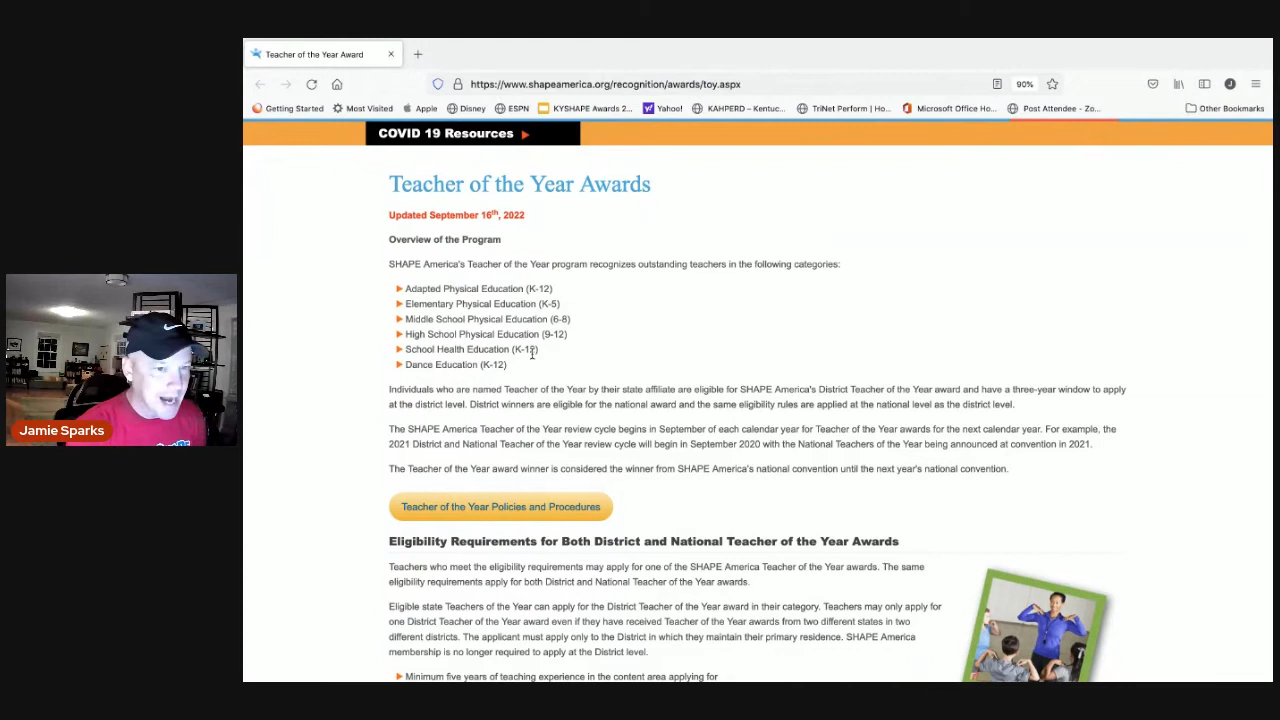 Teacher of the Year Award
https://www.shapeamerica.org/recognition/awards/toy.aspx
90%
Getting Started
Most Visited
Apple
Disney
ESPN
KYSHAPE Awards 2...
Yahoo!
KAHPERD – Kentuc...
TriNet Perform | Ho...
Microsoft Office Ho...
Post Attendee - Zo...
Other Bookmarks
COVID 19 Resources
Teacher of the Year Awards
Updated September 16th, 2022
Overview of the Program
SHAPE America's Teacher of the Year program recognizes outstanding teachers in the following categories:
Adapted Physical Education (K-12)
Elementary Physical Education (K-5)
Middle School Physical Education (6-8)
High School Physical Education (9-12)
School Health Education (K-12)
Dance Education (K-12)
Individuals who are named Teacher of the Year by their state affiliate are eligible for SHAPE America's District Teacher of the Year award and have a three-year window to apply
at the district level. District winners are eligible for the national award and the same eligibility rules are applied at the national level as the district level.
The SHAPE America Teacher of the Year review cycle begins in September of each calendar year for Teacher of the Year awards for the next calendar year. For example, the
2021 District and National Teacher of the Year review cycle will begin in September 2020 with the National Teachers of the Year being announced at convention in 2021.
The Teacher of the Year award winner is considered the winner from SHAPE America's national convention until the next year's national convention.
Teacher of the Year Policies and Procedures
Eligibility Requirements for Both District and National Teacher of the Year Awards
Teachers who meet the eligibility requirements may apply for one of the SHAPE America Teacher of the Year awards. The same
eligibility requirements apply for both District and National Teacher of the Year awards.
Eligible state Teachers of the Year can apply for the District Teacher of the Year award in their category. Teachers may only apply for
one District Teacher of the Year award even if they have received Teacher of the Year awards from two different states in two
different districts. The applicant must apply only to the District in which they maintain their primary residence. SHAPE America
membership is no longer required to apply at the District level.
Minimum five years of teaching experience in the content area applying for
Jamie Sparks